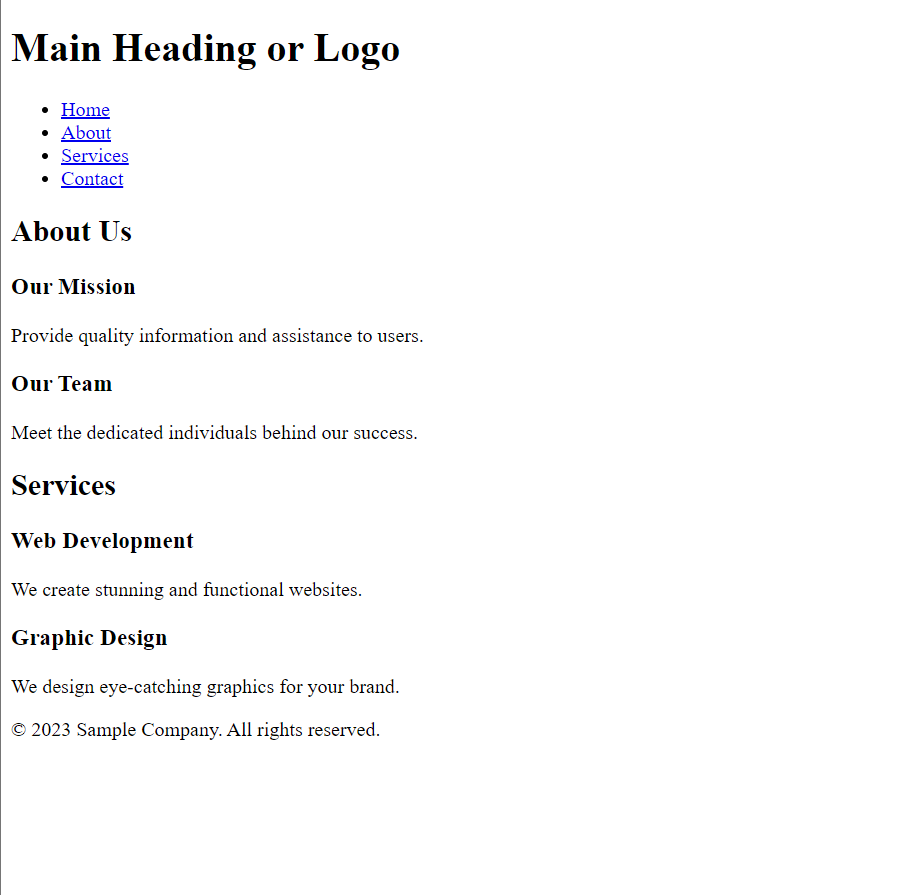 Main Heading or Logo
Home
About
Services
Contact
About Us
Our Mission
Provide quality information and assistance to users.
Our Team
Meet the dedicated individuals behind our success.
Services
Web Development
We create stunning and functional websites.
Graphic Design
We design eye-catching graphics for your brand.
© 2023 Sample Company. All rights reserved.